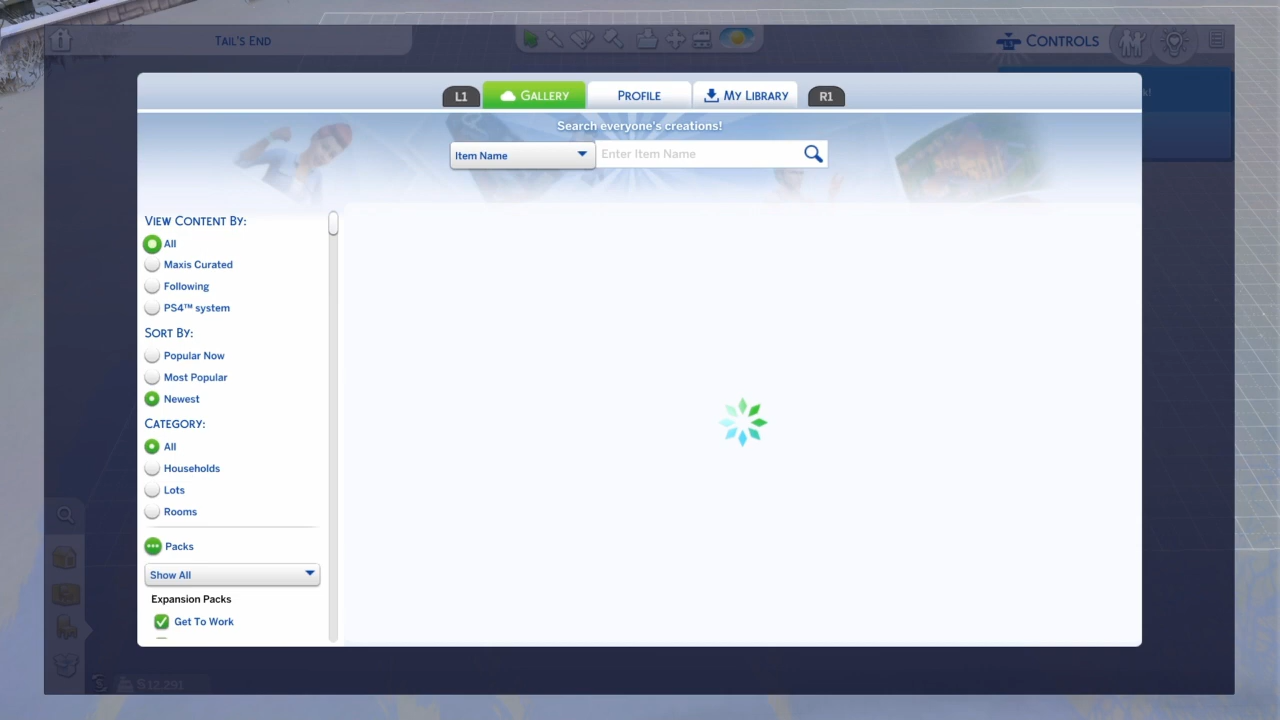 TAIL'S END
CONTROLS
L1
GALLERY
PROFILE
MY LIBRARY
R1
Search everyone's creations!
Item Name
Enter Item Name
VIEW CONTENT BY:
All
Maxis Curated
Following
PS4™ system
SORT BY:
Popular Now
Most Popular
Newest
CATEGORY:
All
Households
Lots
Rooms
Packs
Show All
Expansion Packs
Get To Work
§12,291